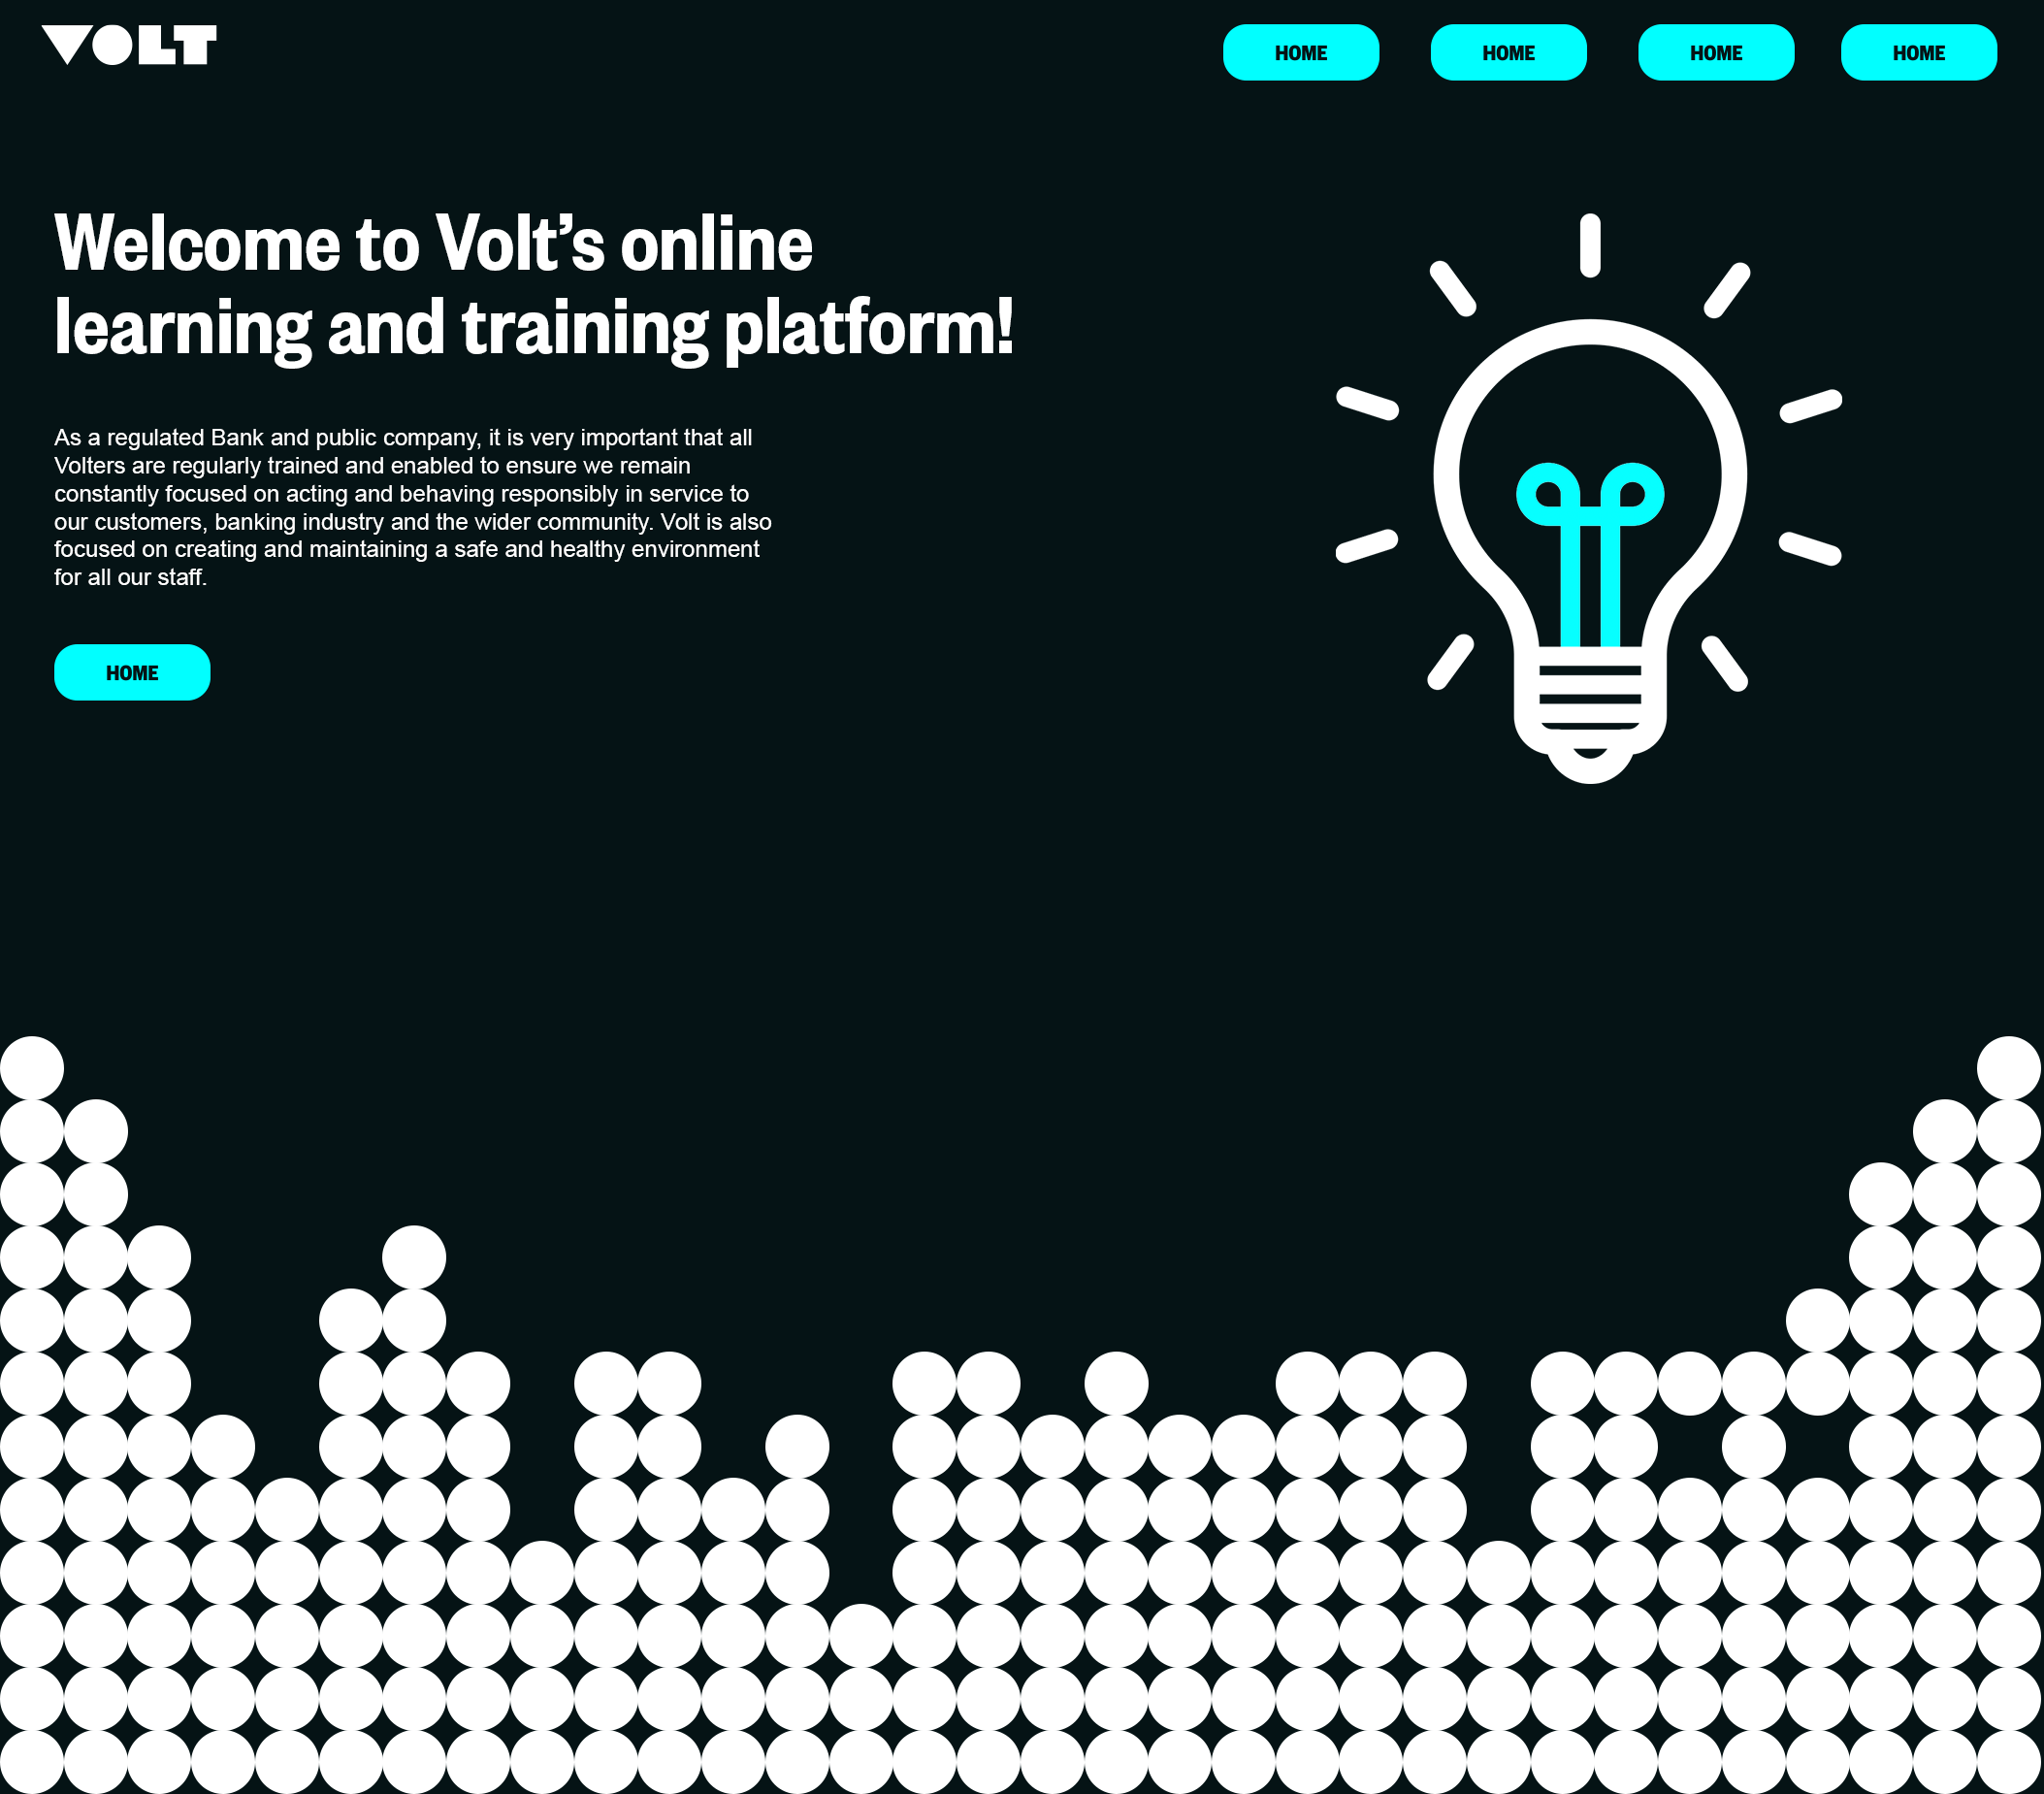 VOLT
HOME
HOME
HOME
HOME
Welcome to Volt’s online
learning and training platform!
As a regulated Bank and public company, it is very important that all
Volters are regularly trained and enabled to ensure we remain
constantly focused on acting and behaving responsibly in service to
our customers, banking industry and the wider community. Volt is also
focused on creating and maintaining a safe and healthy environment
for all our staff.
HOME